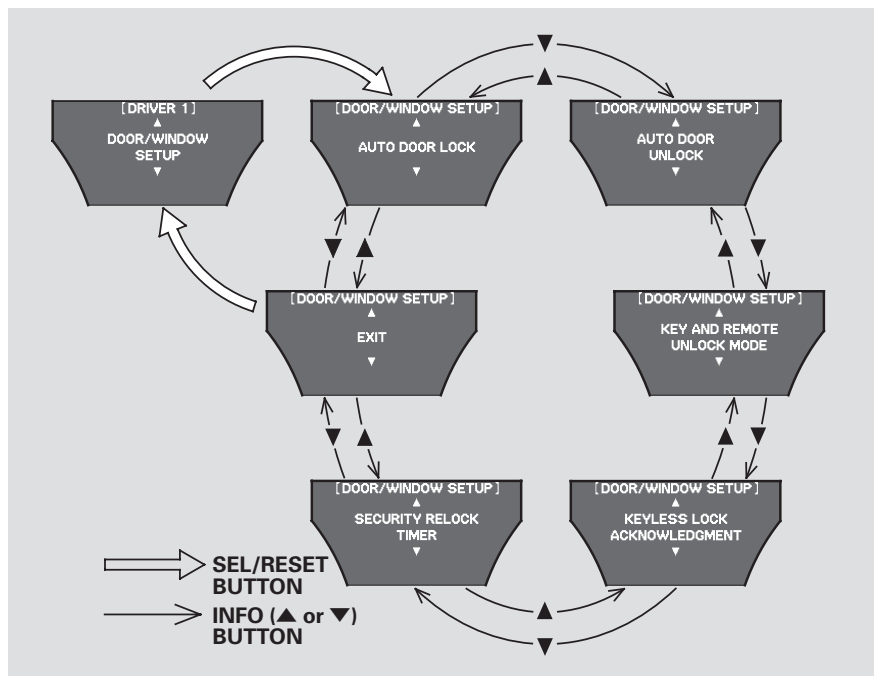 [DRIVER 1]
▲
DOOR/WINDOW
SETUP
▼
[DOOR/WINDOW SETUP]
▲
AUTO DOOR LOCK
▼
[DOOR/WINDOW SETUP]
▲
AUTO DOOR
UNLOCK
▼
[DOOR/WINDOW SETUP]
▲
EXIT
▼
[DOOR/WINDOW SETUP]
▲
KEY AND REMOTE
UNLOCK MODE
▼
[DOOR/WINDOW SETUP]
▲
SECURITY RELOCK
TIMER
▼
[DOOR/WINDOW SETUP]
▲
KEYLESS LOCK
ACKNOWLEDGMENT
▼
SEL/RESET
BUTTON
INFO (▲ or ▼)
BUTTON